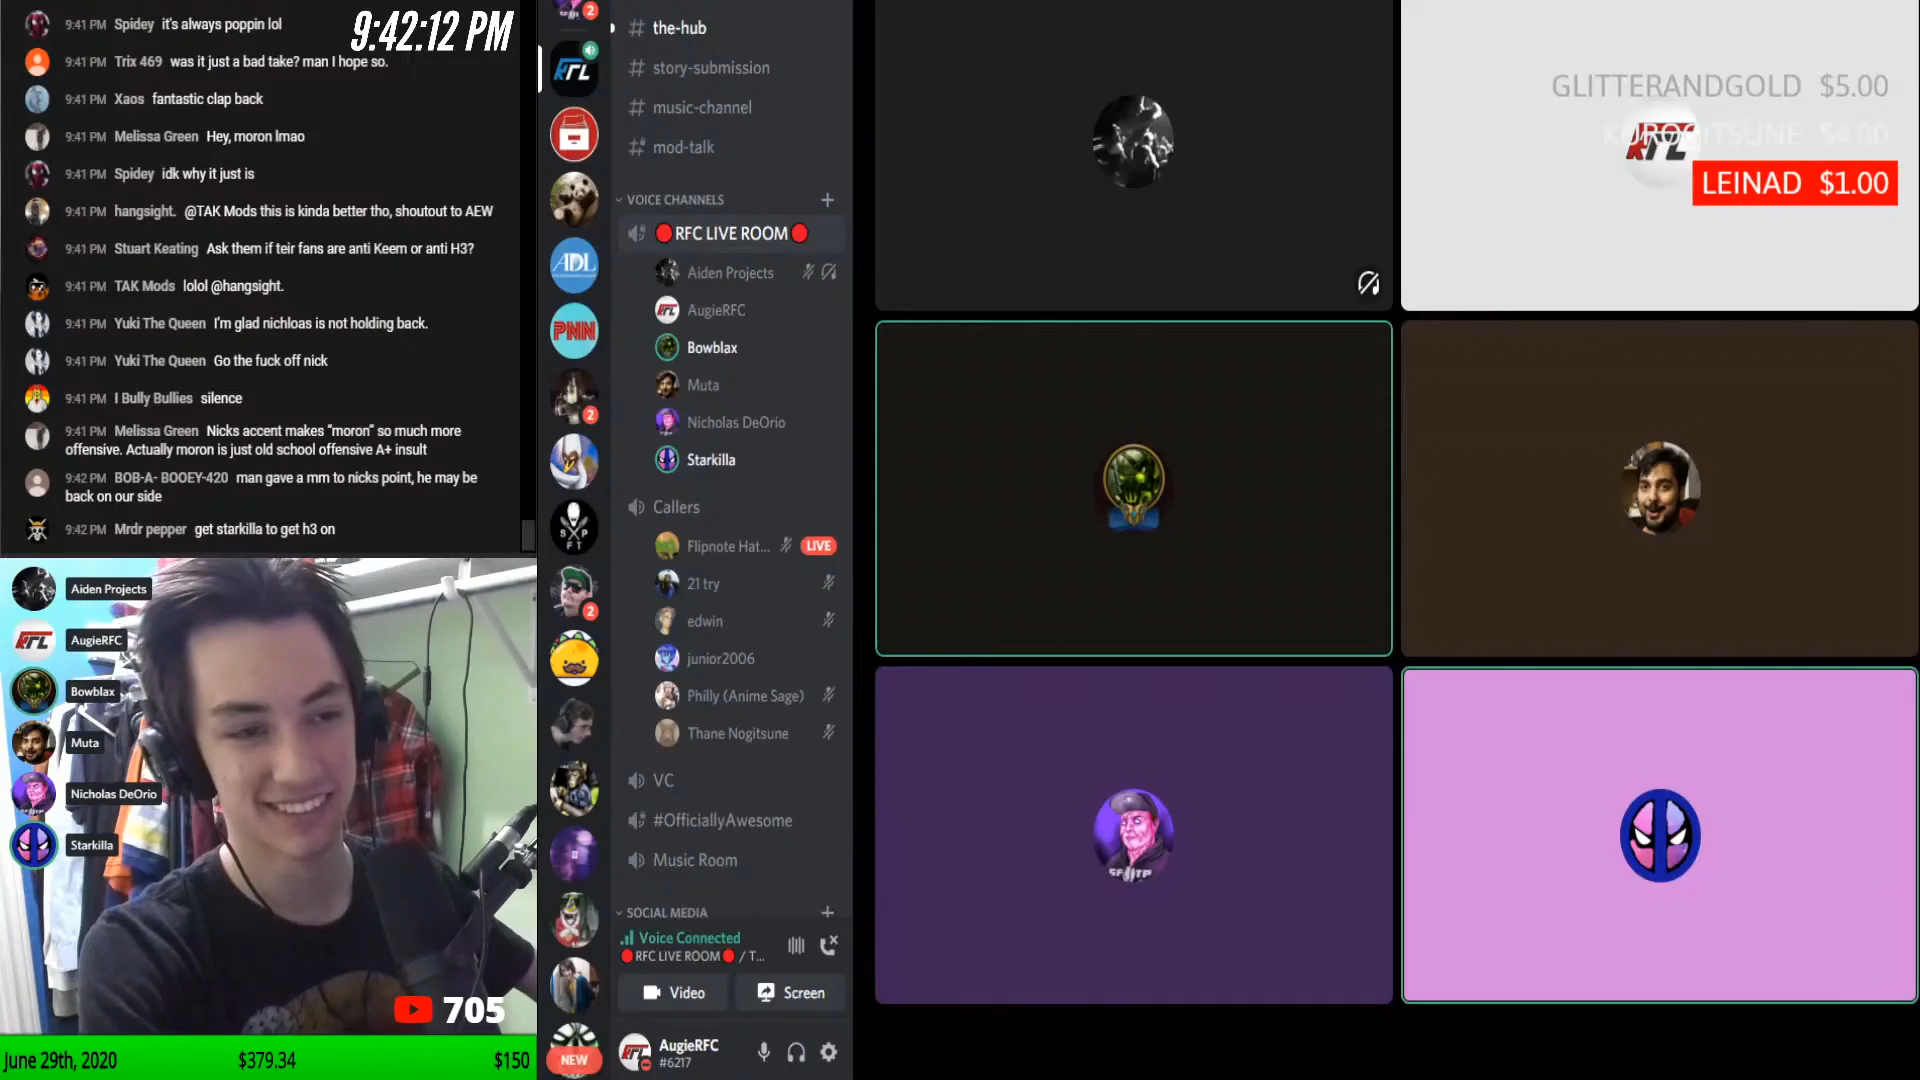 9:41 PM Spidey it's always poppin lol
9:42:12 PM
9:41 PM Trix 469 was it just a bad take? man I hope so.
9:41 PM Xaos fantastic clap back
9:41 PM Melissa Green Hey, moron lmao
9:41 PM Spidey idk why it just is
9:41 PM hangsight. @TAK Mods this is kinda better tho, shoutout to AEW
9:41 PM Stuart Keating Ask them if teir fans are anti Keem or anti H3?
9:41 PM TAK Mods lolol @hangsight.
9:41 PM Yuki The Queen I'm glad nichloas is not holding back.
9:41 PM Yuki The Queen Go the fuck off nick
9:41 PM I Bully Bullies silence
9:41 PM Melissa Green Nicks accent makes "moron" so much more
offensive. Actually moron is just old school offensive A+ insult
9:42 PM BOB-A- BOOEY-420 man gave a mm to nicks point, he may be
back on our side
9:42 PM Mrdr pepper get starkilla to get h3 on
Aiden Projects
AugieRFC
Bowblax
Muta
Nicholas DeOrio
Starkilla
705
June 29th, 2020 $379.34 $150
2
RTL
ADL
PNN
2
SPFT
2
NEW
# the-hub
# story-submission
# music-channel
# mod-talk
VOICE CHANNELS +
RFC LIVE ROOM
Aiden Projects
AugieRFC
Bowblax
Muta
Nicholas DeOrio
Starkilla
Callers
Flipnote Hat... LIVE
21 try
edwin
junior2006
Philly (Anime Sage)
Thane Nogitsune
VC
#OfficiallyAwesome
Music Room
SOCIAL MEDIA +
Voice Connected
RFC LIVE ROOM / T...
Video Screen
AugieRFC
#6217
GLITTERANDGOLD $5.00
KUROKITSUNE $4.00
LEINAD $1.00